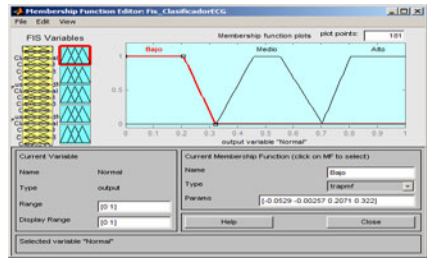 Membership Function Editor: Fis_ClasificadorECG
File Edit View
FIS Variables
Membership function plots
plot points:
181
Bajo
Medio
Alto
1
0.5
0
0 0.1 0.2 0.3 0.4 0.5 0.6 0.7 0.8 0.9 1
output variable "Normal"
Current Variable
Name Normal
Type output
Range [0 1]
Display Range [0 1]
Current Membership Function (click on MF to select)
Name Bajo
Type trapmf
Params [-0.0529 -0.00257 0.2071 0.322]
Help Close
Selected variable "Normal"